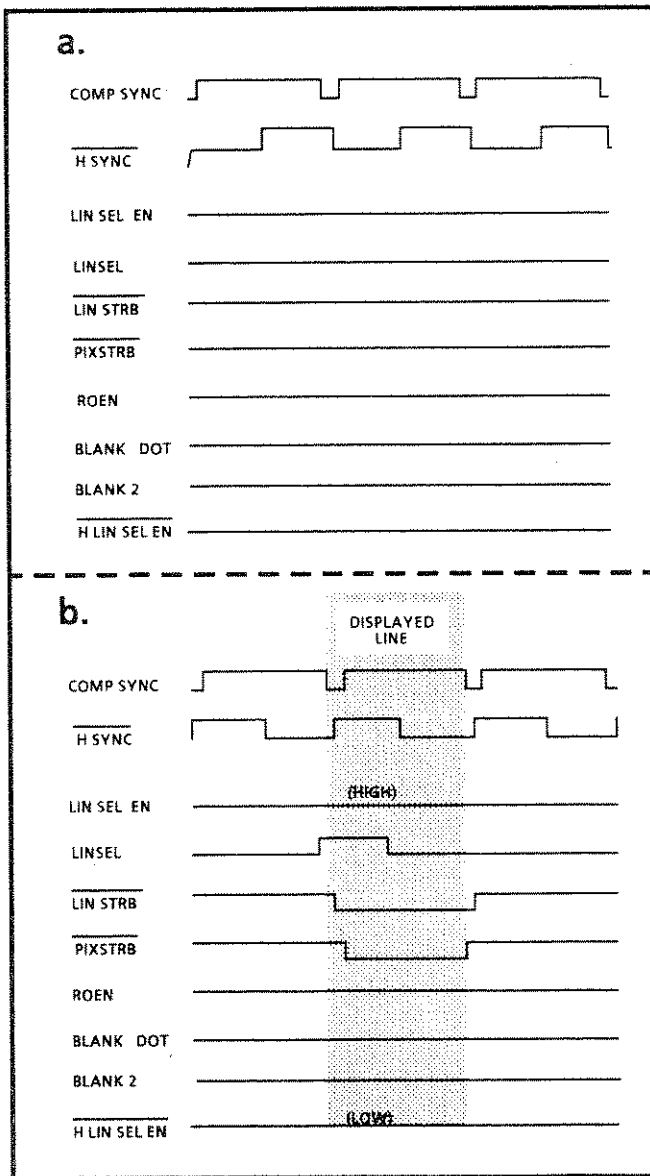 a.
COMP SYNC
H SYNC
LIN SEL EN
LINSEL
LIN STRB
PIXSTRB
ROEN
BLANK DOT
BLANK 2
H LIN SEL EN
b.
DISPLAYED
LINE
COMP SYNC
H SYNC
(HIGH)
LIN SEL EN
LINSEL
LIN STRB
PIXSTRB
ROEN
BLANK DOT
BLANK 2
(LOW)
H LIN SEL EN